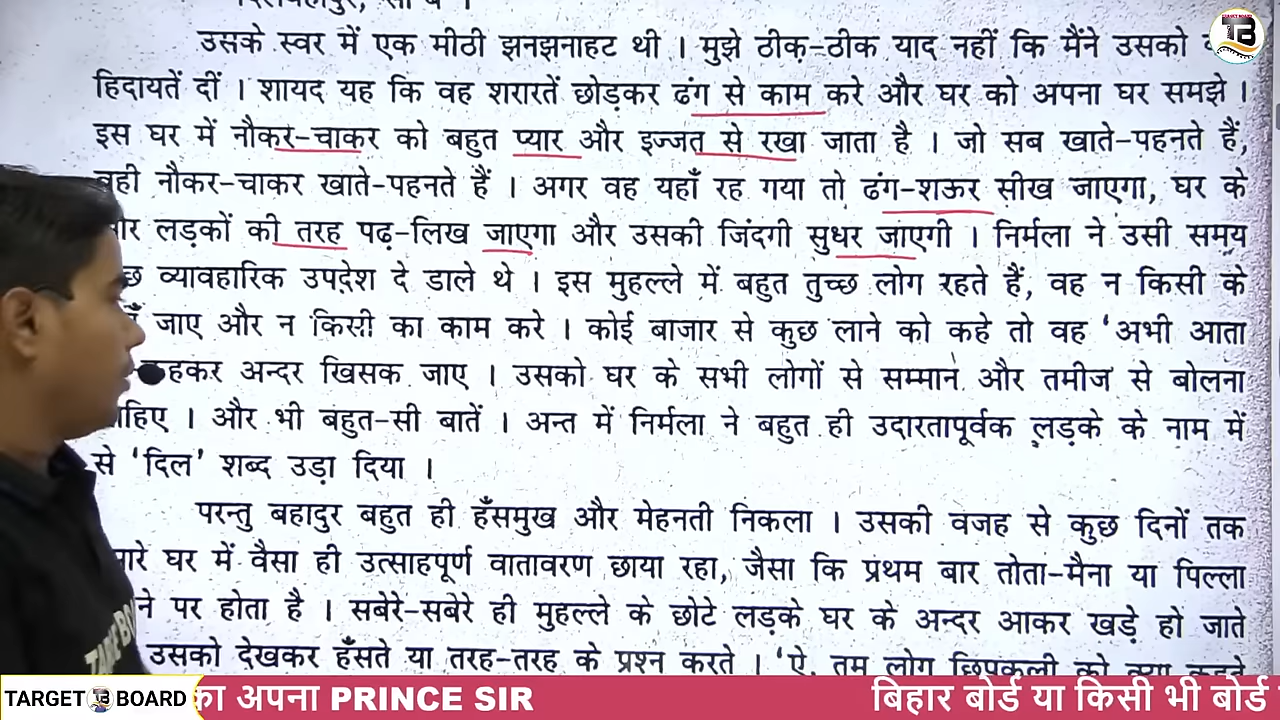 उसके स्वर में एक मीठी झनझनाहट थी । मुझे ठीक-ठीक याद नहीं कि मैंने उसको
हिदायतें दीं । शायद यह कि वह शरारतें छोड़कर ढंग से काम करे और घर को अपना घर समझे ।
इस घर में नौकर-चाकर को बहुत प्यार और इज्जत से रखा जाता है । जो सब खाते-पहनते हैं,
वही नौकर-चाकर खाते-पहनते हैं । अगर वह यहाँ रह गया तो ढंग-शऊर सीख जाएगा, घर के
लड़कों की तरह पढ़-लिख जाएगा और उसकी जिंदगी सुधर जाएगी । निर्मला ने उसी समय
व्यावहारिक उपदेश दे डाले थे । इस मुहल्ले में बहुत तुच्छ लोग रहते हैं, वह न किसी के
जाए और न किसी का काम करे । कोई बाजार से कुछ लाने को कहे तो वह ‘अभी आता
अन्दर खिसक जाए । उसको घर के सभी लोगों से सम्मान और तमीज से बोलना
। और भी बहुत-सी बातें । अन्त में निर्मला ने बहुत ही उदारतापूर्वक लड़के के नाम में
से ‘दिल’ शब्द उड़ा दिया ।
परन्तु बहादुर बहुत ही हँसमुख और मेहनती निकला । उसकी वजह से कुछ दिनों तक
घर में वैसा ही उत्साहपूर्ण वातावरण छाया रहा, जैसा कि प्रथम बार तोता-मैना या पिल्ला
पर होता है । सबेरे-सबेरे ही मुहल्ले के छोटे लड़के घर के अन्दर आकर खड़े हो जाते
उसको देखकर हँसते या तरह-तरह के प्रश्न करते । ‘ऐ, तुम लोग छिपकली को क्या कहते
TARGET BOARD
TB
TARGET TB BOARD
का अपना PRINCE SIR
बिहार बोर्ड या किसी भी बोर्ड